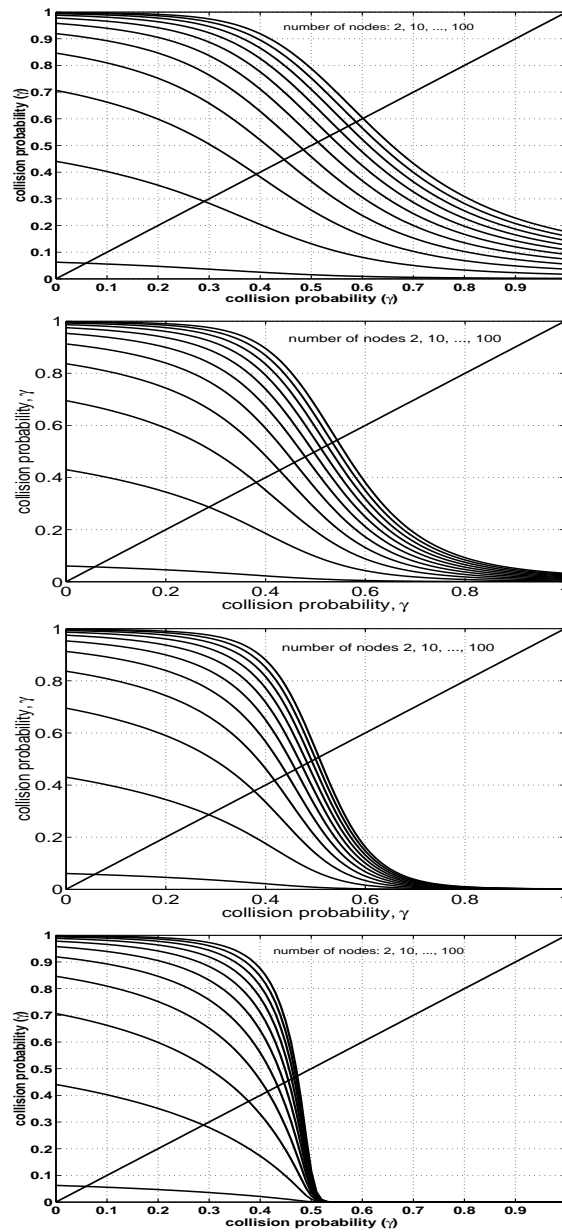 number of nodes: 2, 10, ..., 100
collision probability (γ)
1
0.9
0.8
0.7
0.6
0.5
0.4
0.3
0.2
0.1
0
0 0.1 0.2 0.3 0.4 0.5 0.6 0.7 0.8 0.9
collision probability (γ)
number of nodes 2, 10, ..., 100
collision probability, γ
1
0.8
0.6
0.4
0.2
0
0 0.2 0.4 0.6 0.8 1
collision probability, γ
number of nodes 2, 10, ..., 100
collision probability, γ
1
0.8
0.6
0.4
0.2
0
0 0.2 0.4 0.6 0.8 1
collision probability, γ
number of nodes: 2, 10, ..., 100
collision probability (γ)
1
0.9
0.8
0.7
0.6
0.5
0.4
0.3
0.2
0.1
0
0 0.1 0.2 0.3 0.4 0.5 0.6 0.7 0.8 0.9
collision probability (γ)